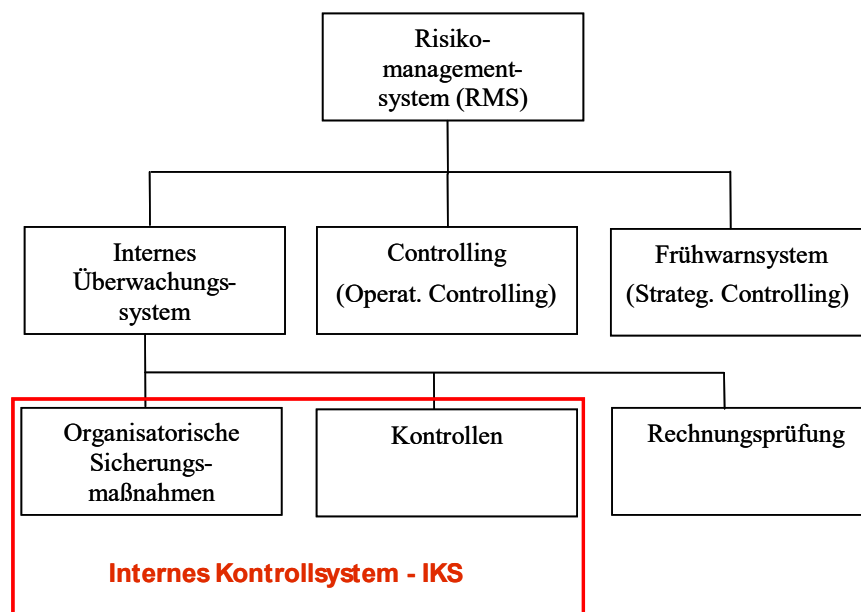 Risiko-
management-
system (RMS)
Internes
Überwachungs-
system
Controlling
(Operat. Controlling)
Frühwarnsystem
(Strateg. Controlling)
Organisatorische
Sicherungs-
maßnahmen
Kontrollen
Rechnungsprüfung
Internes Kontrollsystem - IKS